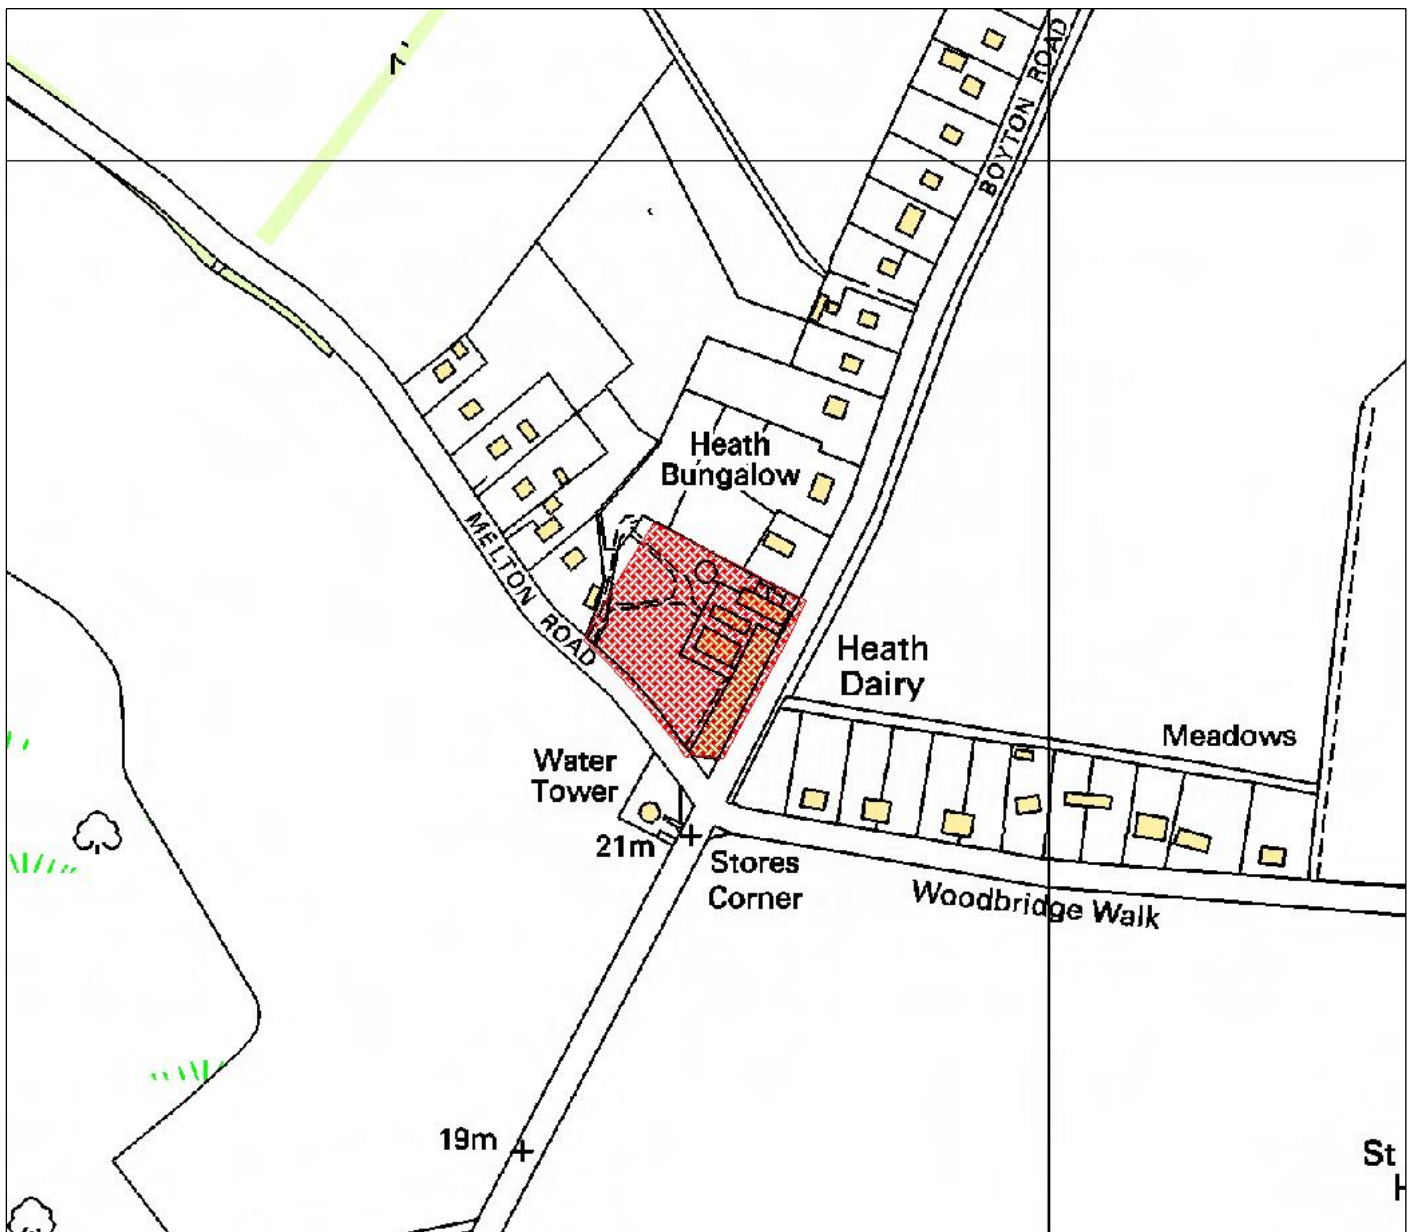 BOYTON ROAD
Heath
Bungalow
MELTON ROAD
Heath
Dairy
Meadows
Water
Tower
21m
Stores
Corner
Woodbridge Walk
19m
St